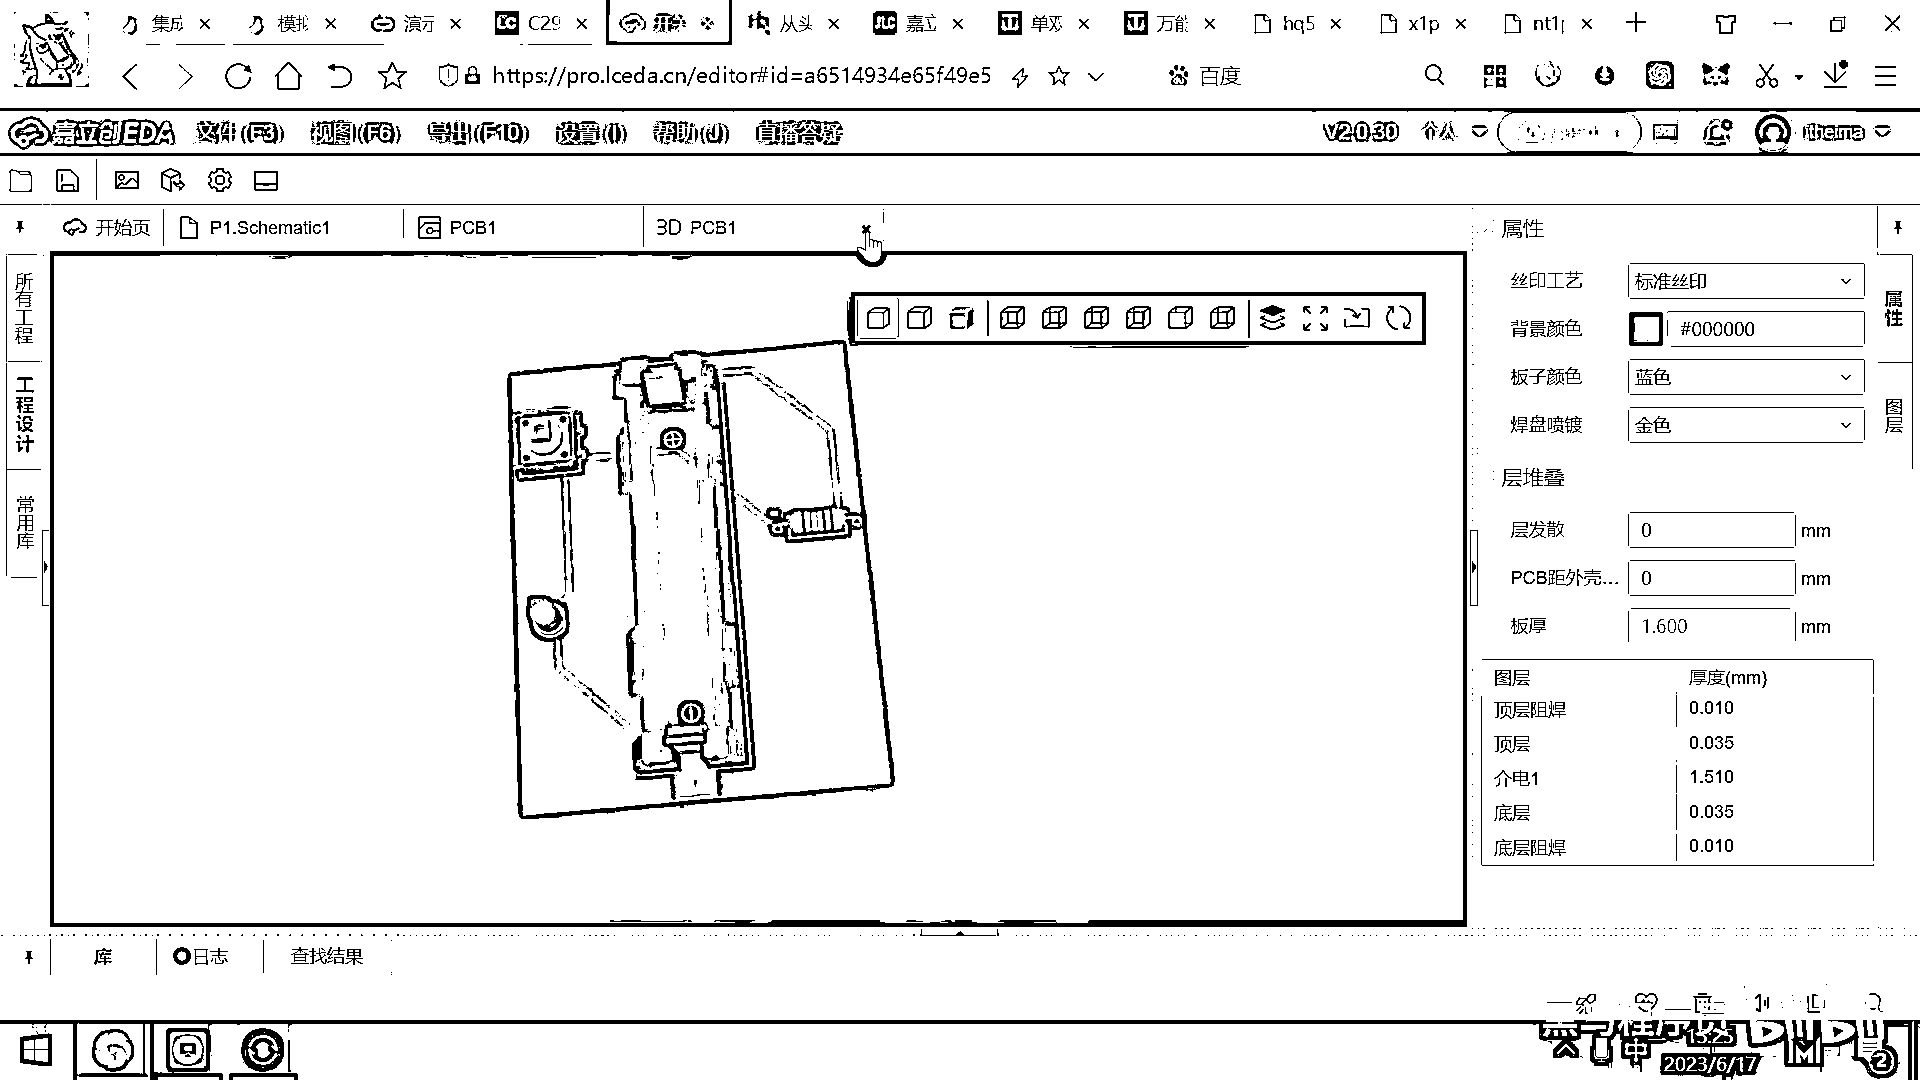 集成 模拟 演示 C29 从头 嘉立 单双 万能 hq5 x1p nt1
https://pro.lceda.cn/editor#id=a6514934e65f49e5
百度
嘉立创EDA 文件(F3) 视图(F6) 导出(F10) 设置(I) 帮助(J) 直播答疑 V2.0.30 个人 itheima
开始页 P1.Schematic1 PCB1 3D PCB1
所有工程
工程设计
常用库
属性
丝印工艺 标准丝印
背景颜色 #000000
板子颜色 蓝色
焊盘喷镀 金色
层堆叠
层发散 0 mm
PCB距外壳... 0 mm
板厚 1.600 mm
图层 厚度(mm)
顶层阻焊 0.010
顶层 0.035
介电1 1.510
底层 0.035
底层阻焊 0.010
属性
图层
库 日志 查找结果
中
15:25
2023/6/17
2